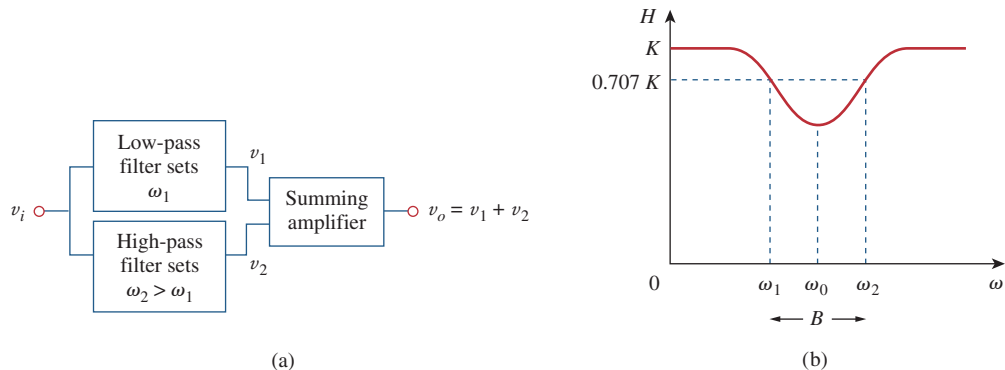 Low-pass
filter sets
ω1
High-pass
filter sets
ω2 > ω1
vi
v1
v2
Summing
amplifier
vo = v1 + v2
(a)
H
K
0.707 K
0
ω1
ω0
ω2
ω
B
(b)